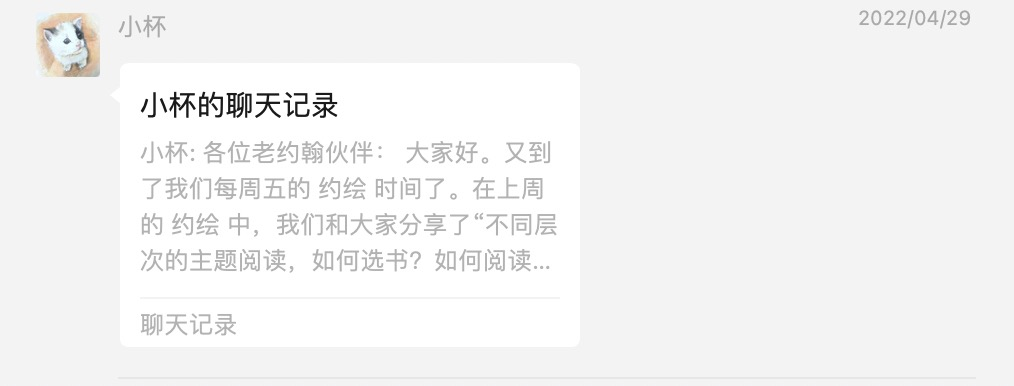 小杯
2022/04/29
小杯的聊天记录
小杯: 各位老约翰伙伴： 大家好。又到
了我们每周五的 约绘 时间了。在上周
的 约绘 中，我们和大家分享了“不同层
次的主题阅读，如何选书？如何阅读...
聊天记录